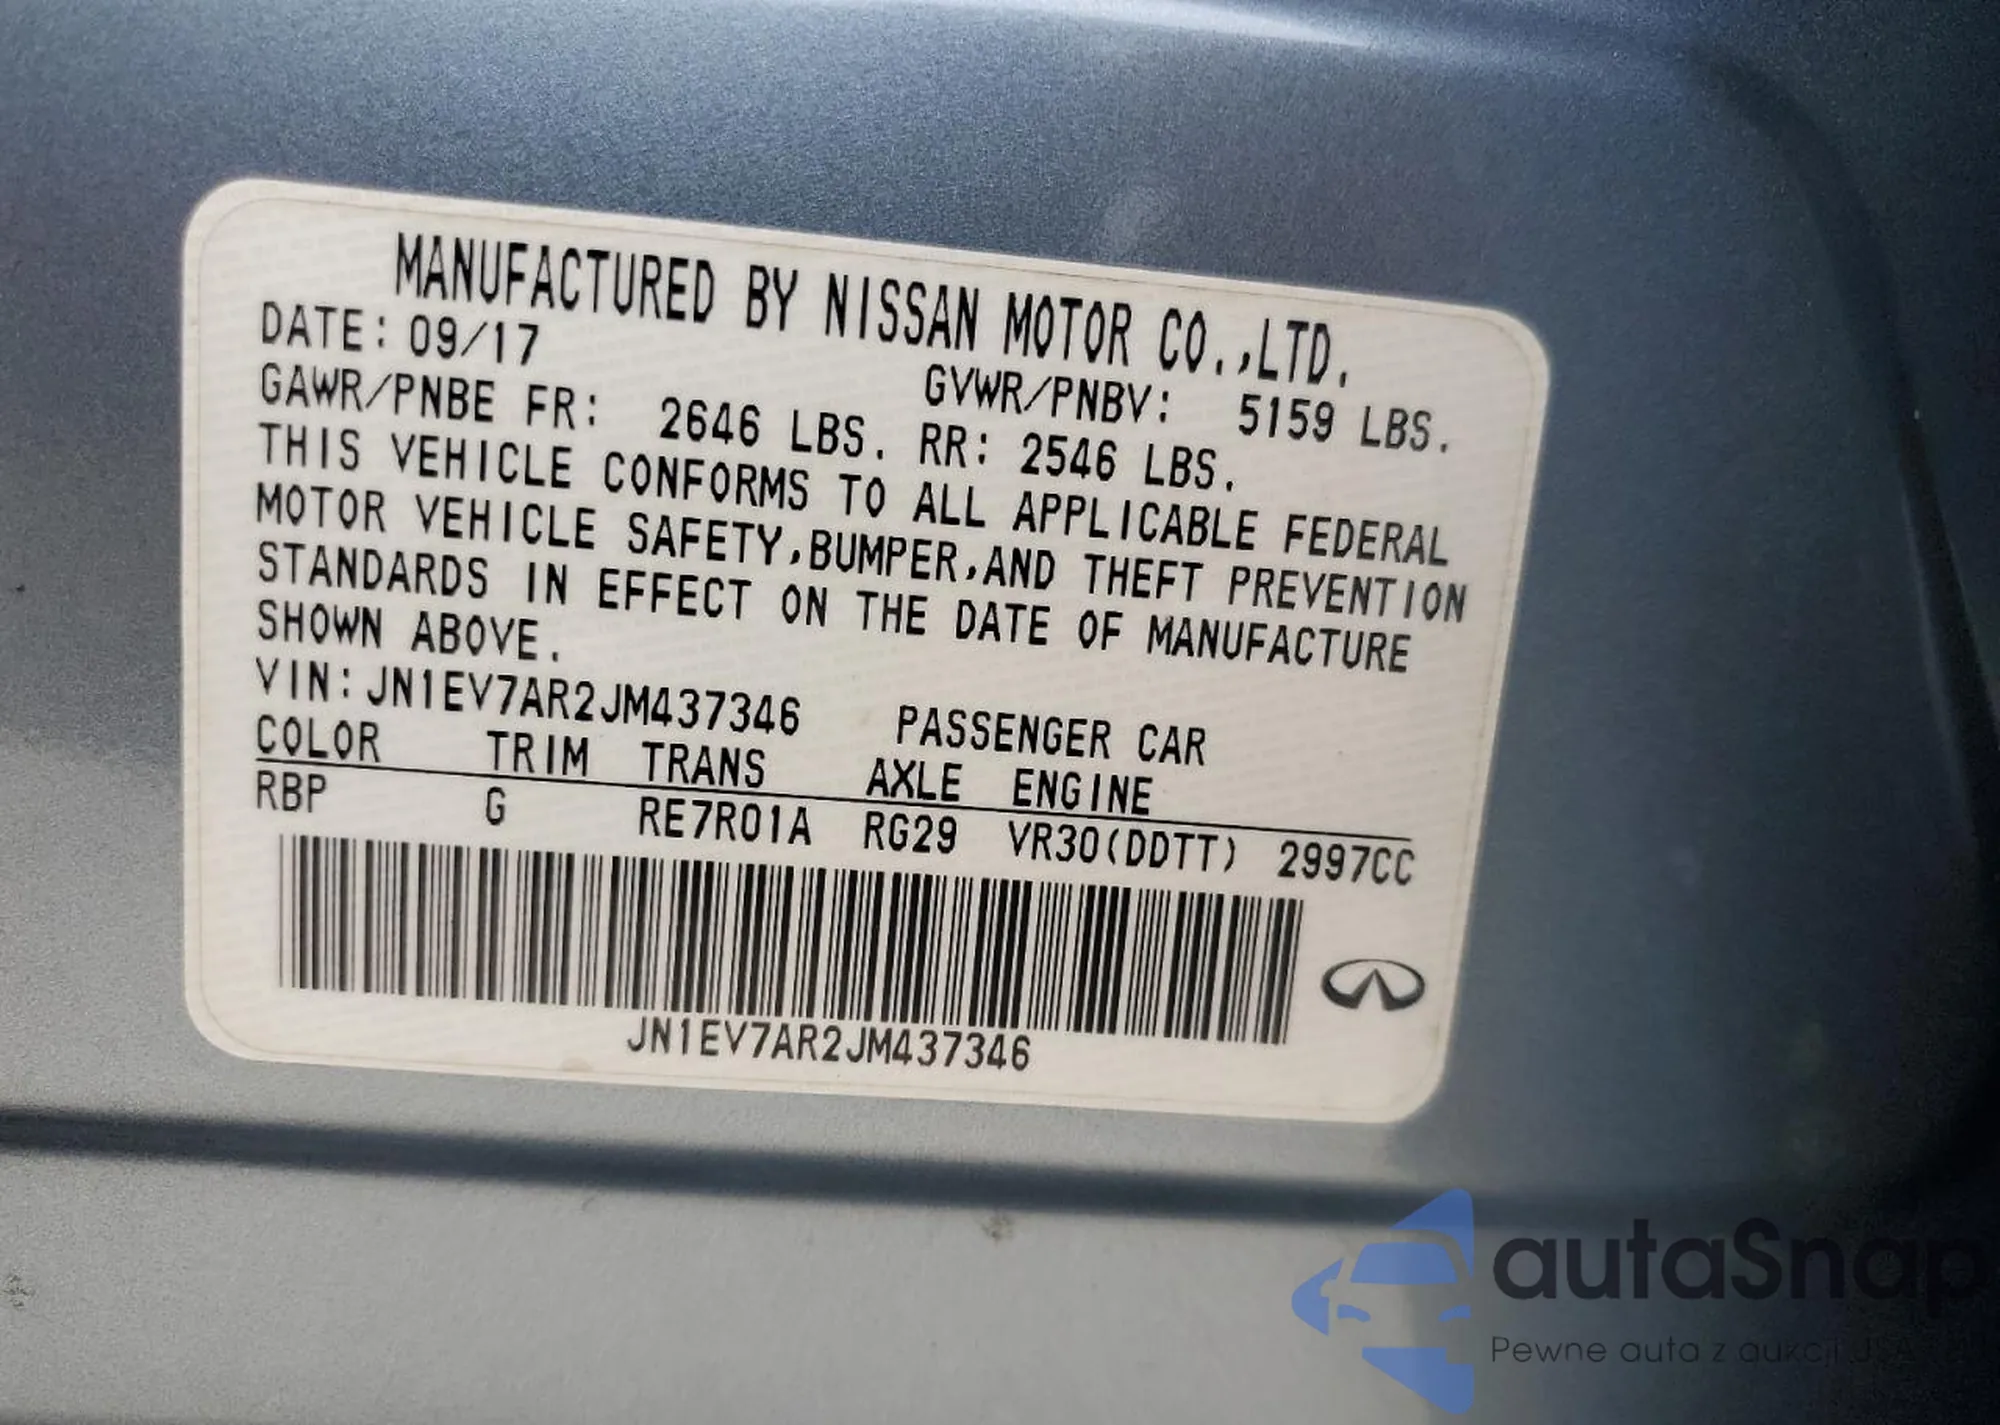 MANUFACTURED BY NISSAN MOTOR CO.,LTD.
DATE: 09/17
GVWR/PNBV: 5159 LBS.
GAWR/PNBE FR: 2646 LBS. RR: 2546 LBS.
THIS VEHICLE CONFORMS TO ALL APPLICABLE FEDERAL
MOTOR VEHICLE SAFETY,BUMPER,AND THEFT PREVENTION
STANDARDS IN EFFECT ON THE DATE OF MANUFACTURE
SHOWN ABOVE.
VIN:JN1EV7AR2JM437346 PASSENGER CAR
COLOR TRIM TRANS AXLE ENGINE
RBP G RE7R01A RG29 VR30(DDTT) 2997CC
JN1EV7AR2JM437346
autaSnap
Pewne auta z aukcji USA